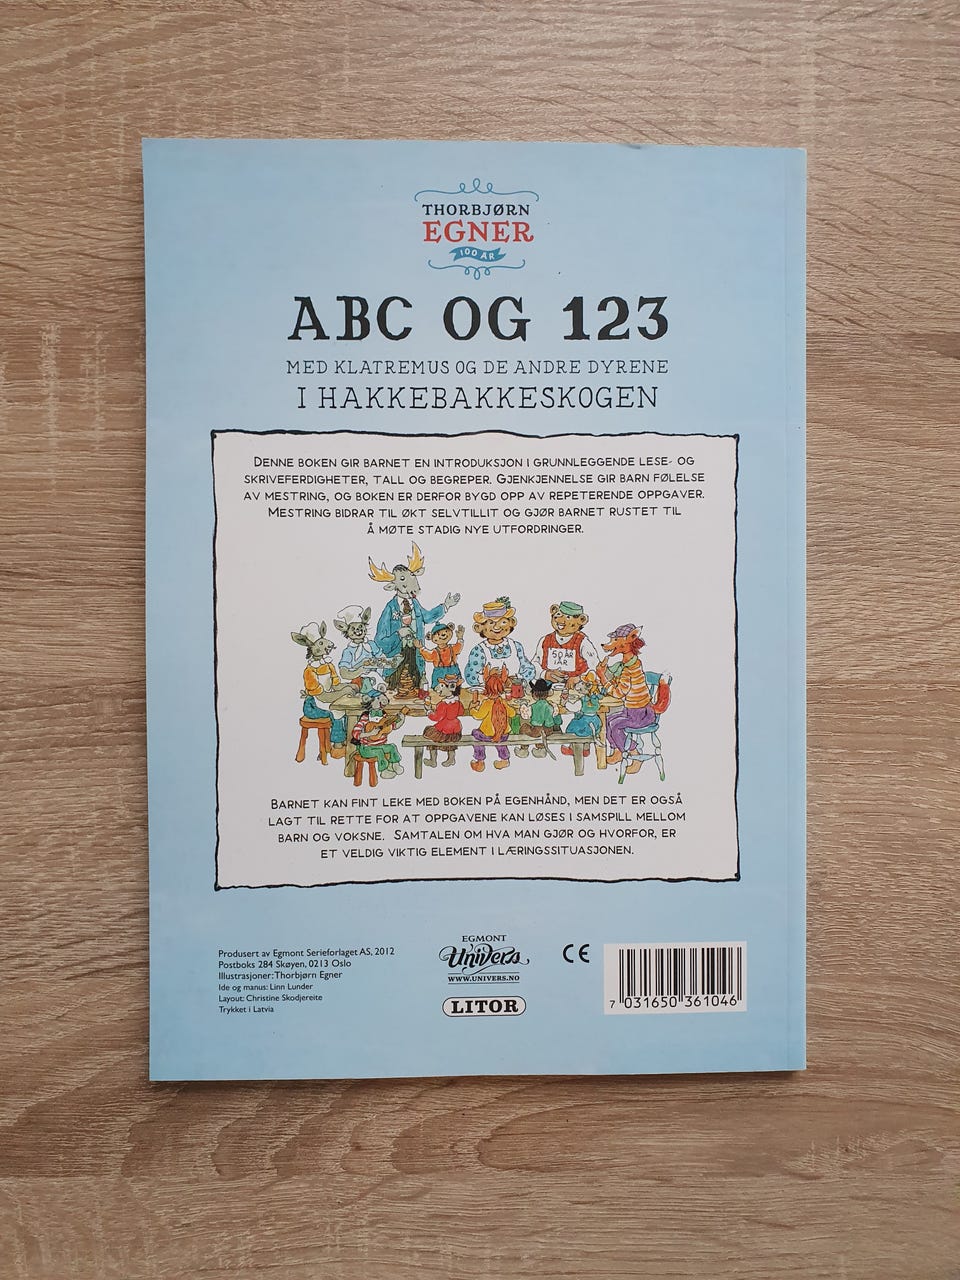 THORBJØRN
EGNER
100 ÅR
ABC OG 123
MED KLATREMUS OG DE ANDRE DYRENE
I HAKKEBAKKESKOGEN
DENNE BOKEN GIR BARNET EN INTRODUKSJON I GRUNNLEGGENDE LESE- OG
SKRIVEFERDIGHETER, TALL OG BEGREPER. GJENKJENNELSE GIR BARN FØLELSE
AV MESTRING, OG BOKEN ER DERFOR BYGD OPP AV REPETERENDE OPPGAVER.
MESTRING BIDRAR TIL ØKT SELVTILLIT OG GJØR BARNET RUSTET TIL
Å MØTE STADIG NYE UTFORDRINGER.
50 ÅR
I ÅR
BARNET KAN FINT LEKE MED BOKEN PÅ EGENHÅND, MEN DET ER OGSÅ
LAGT TIL RETTE FOR AT OPPGAVENE KAN LØSES I SAMSPILL MELLOM
BARN OG VOKSNE. SAMTALEN OM HVA MAN GJØR OG HVORFOR, ER
ET VELDIG VIKTIG ELEMENT I LÆRINGSSITUASJONEN.
Produsert av Egmont Serieforlaget AS, 2012
Postboks 284 Skøyen, 0213 Oslo
Illustrasjoner: Thorbjørn Egner
Ide og manus: Linn Lunder
Layout: Christine Skodjereite
Trykket i Latvia
EGMONT
Univers
WWW.UNIVERS.NO
LITOR
CE
7 031650 361046